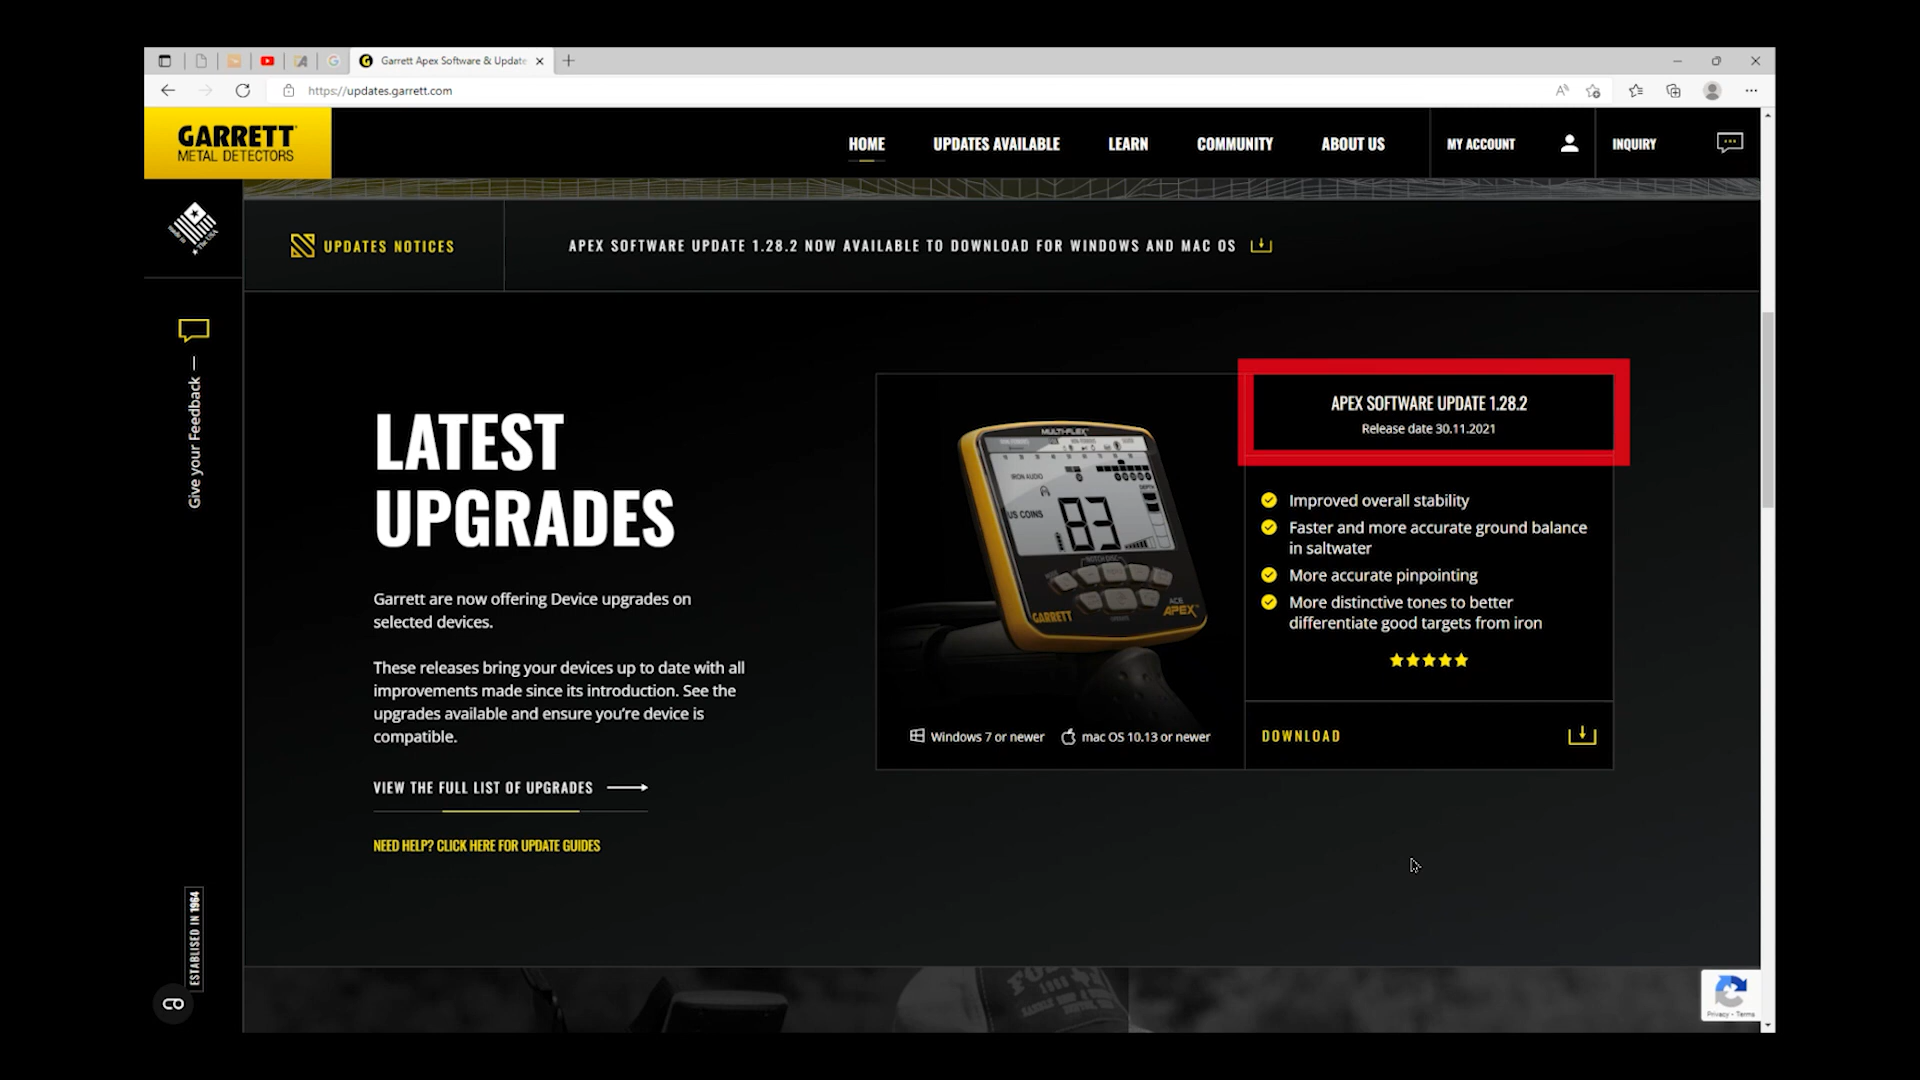 Garrett Apex Software & Update
https://updates.garrett.com
GARRETT
METAL DETECTORS
HOME
UPDATES AVAILABLE
LEARN
COMMUNITY
ABOUT US
MY ACCOUNT
INQUIRY
UPDATES NOTICES
APEX SOFTWARE UPDATE 1.28.2 NOW AVAILABLE TO DOWNLOAD FOR WINDOWS AND MAC OS
Give your Feedback
LATEST
UPGRADES
Garrett are now offering Device upgrades on
selected devices.
These releases bring your devices up to date with all
improvements made since its introduction. See the
upgrades available and ensure you're device is
compatible.
VIEW THE FULL LIST OF UPGRADES
NEED HELP? CLICK HERE FOR UPDATE GUIDES
MULTI-FLEX
IRON AUDIO
DEPTH
US COINS
83
GARRETT
ACE
APEX
Windows 7 or newer
mac OS 10.13 or newer
APEX SOFTWARE UPDATE 1.28.2
Release date 30.11.2021
Improved overall stability
Faster and more accurate ground balance
in saltwater
More accurate pinpointing
More distinctive tones to better
differentiate good targets from iron
DOWNLOAD
ESTABLISED IN 1964
Privacy - Terms